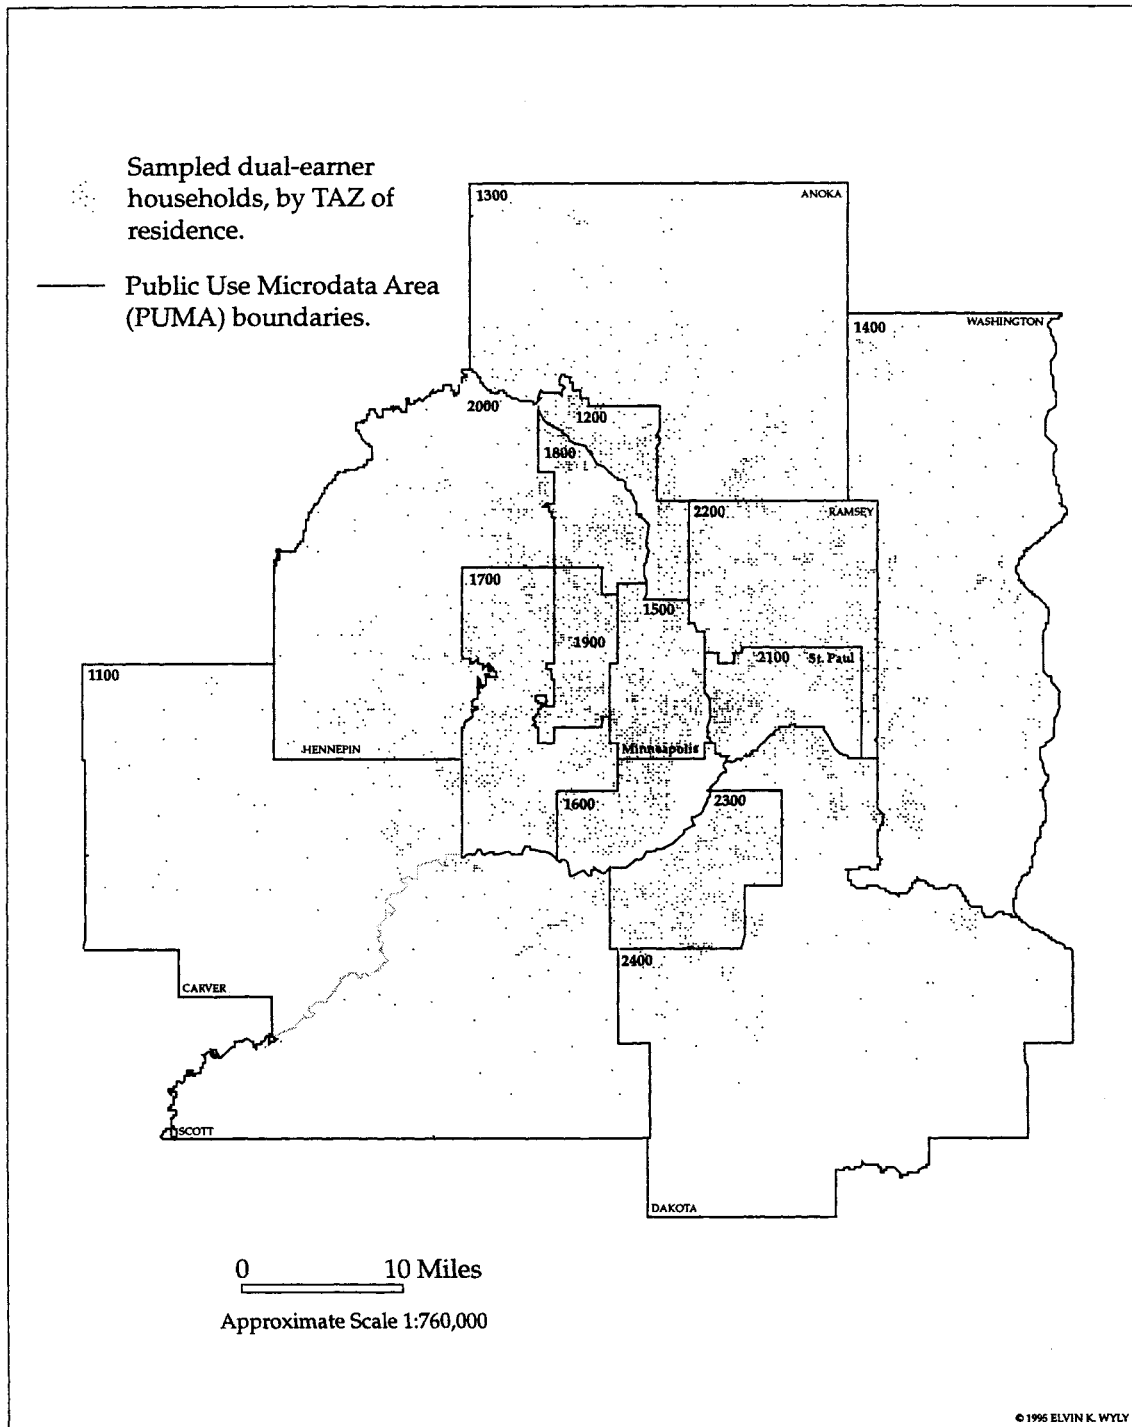 Sampled dual-earner
households, by TAZ of
residence.
Public Use Microdata Area
(PUMA) boundaries.
1300
ANOKA
1400
WASHINGTON
2000
1200
1800
2200
RAMSEY
1700
1500
1900
2100
St. Paul
1100
HENNEPIN
Minneapolis
1600
2300
2400
CARVER
SCOTT
DAKOTA
0
10 Miles
Approximate Scale 1:760,000
© 1995 ELVIN K. WYLY